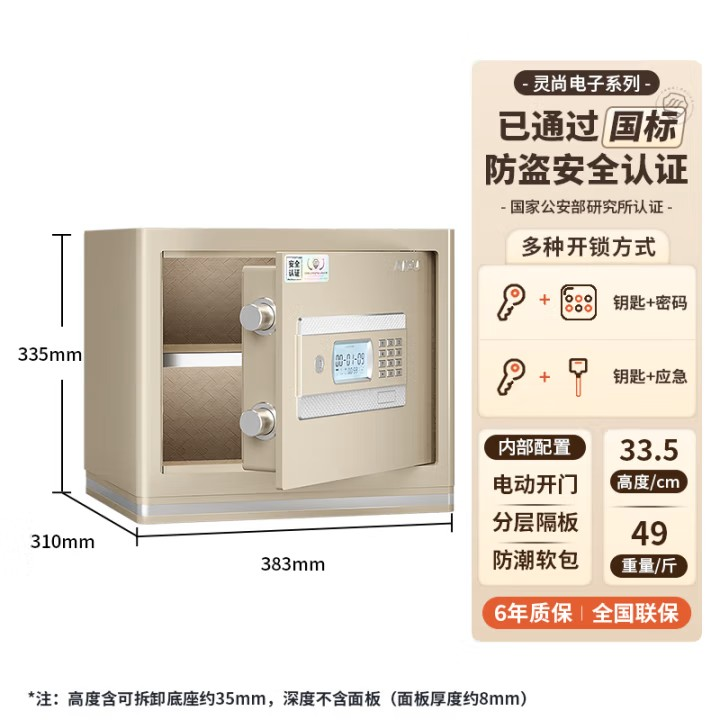 - 灵尚电子系列 -
已通过国标
防盗安全认证
- 国家公安部研究所认证 -
多种开锁方式
钥匙+密码
钥匙+应急
内部配置
电动开门
分层隔板
防潮软包
33.5
高度/cm
49
重量/斤
6年质保 | 全国联保
安全
认证
00-01-09
335mm
310mm
383mm
*注：高度含可拆卸底座约35mm，深度不含面板（面板厚度约8mm）